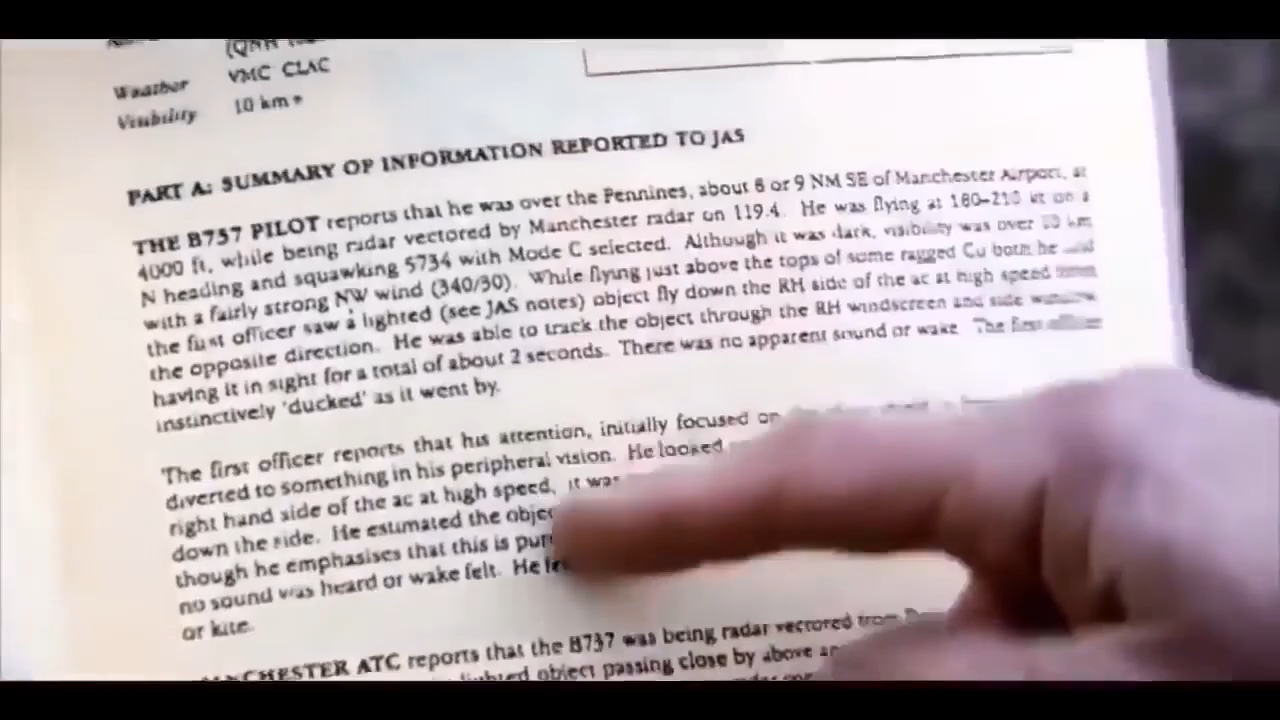 (QNH
Weather VMC CLAC
Visibility 10 km+
PART A: SUMMARY OF INFORMATION REPORTED TO JAS
THE B737 PILOT reports that he was over the Pennines, about 8 or 9 NM SE of Manchester Airport, at
4000 ft, while being radar vectored by Manchester radar on 119.4. He was flying at 180-210 kt on a
N heading and squawking 5734 with Mode C selected. Although it was dark, visibility was over 10 km
with a fairly strong NW wind (340/30). While flying just above the tops of some ragged Cu both he and
the first officer saw a lighted (see JAS notes) object fly down the RH side of the ac at high speed from
the opposite direction. He was able to track the object through the RH windscreen and side window
having it in sight for a total of about 2 seconds. There was no apparent sound or wake. The first officer
instinctively 'ducked' as it went by.
The first officer reports that his attention, initially focused on
diverted to something in his peripheral vision. He looked
right hand side of the ac at high speed, it was
down the side. He estimated the
though he emphasises that this is
no sound was heard or wake felt. He
or kite.
ATC reports that the B737 was being radar vectored from
lighted object passing close by above